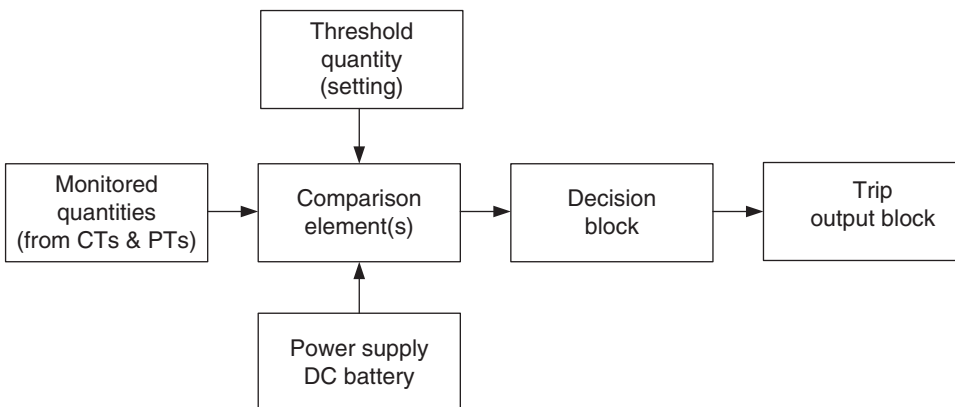 Threshold
quantity
(setting)
Monitored
quantities
(from CTs & PTs)
Comparison
element(s)
Decision
block
Trip
output block
Power supply
DC battery